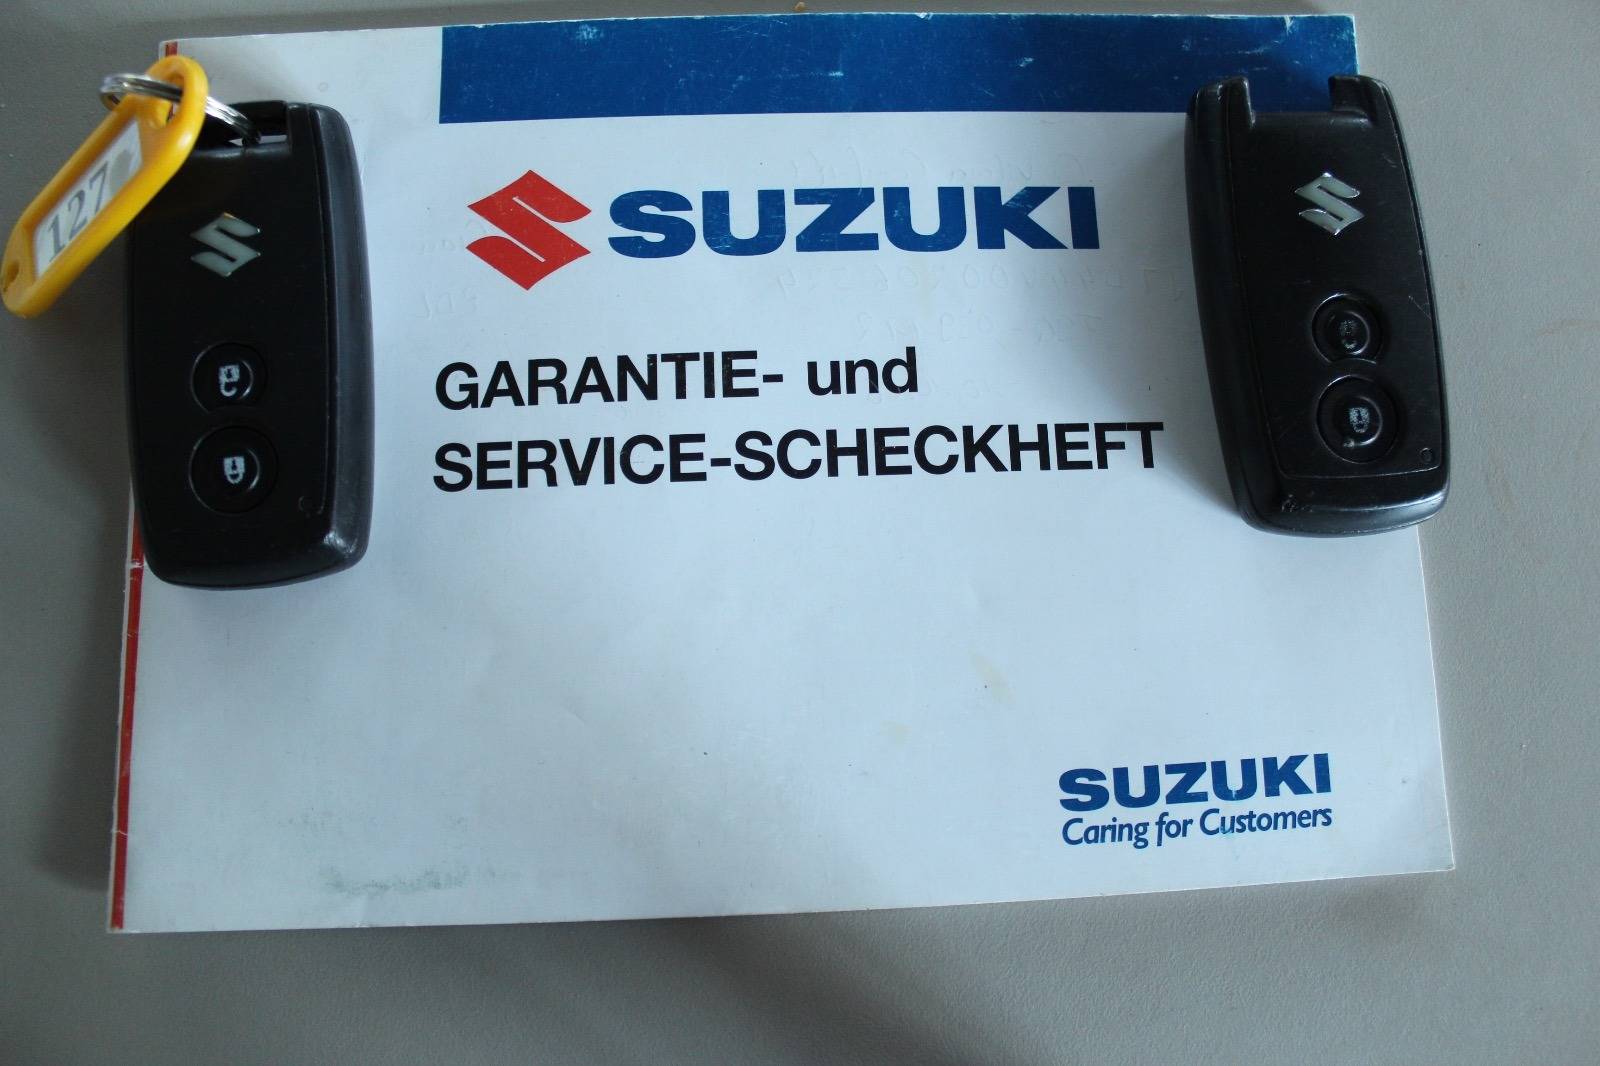 127
SUZUKI
GARANTIE- und
SERVICE-SCHECKHEFT
SUZUKI
Caring for Customers